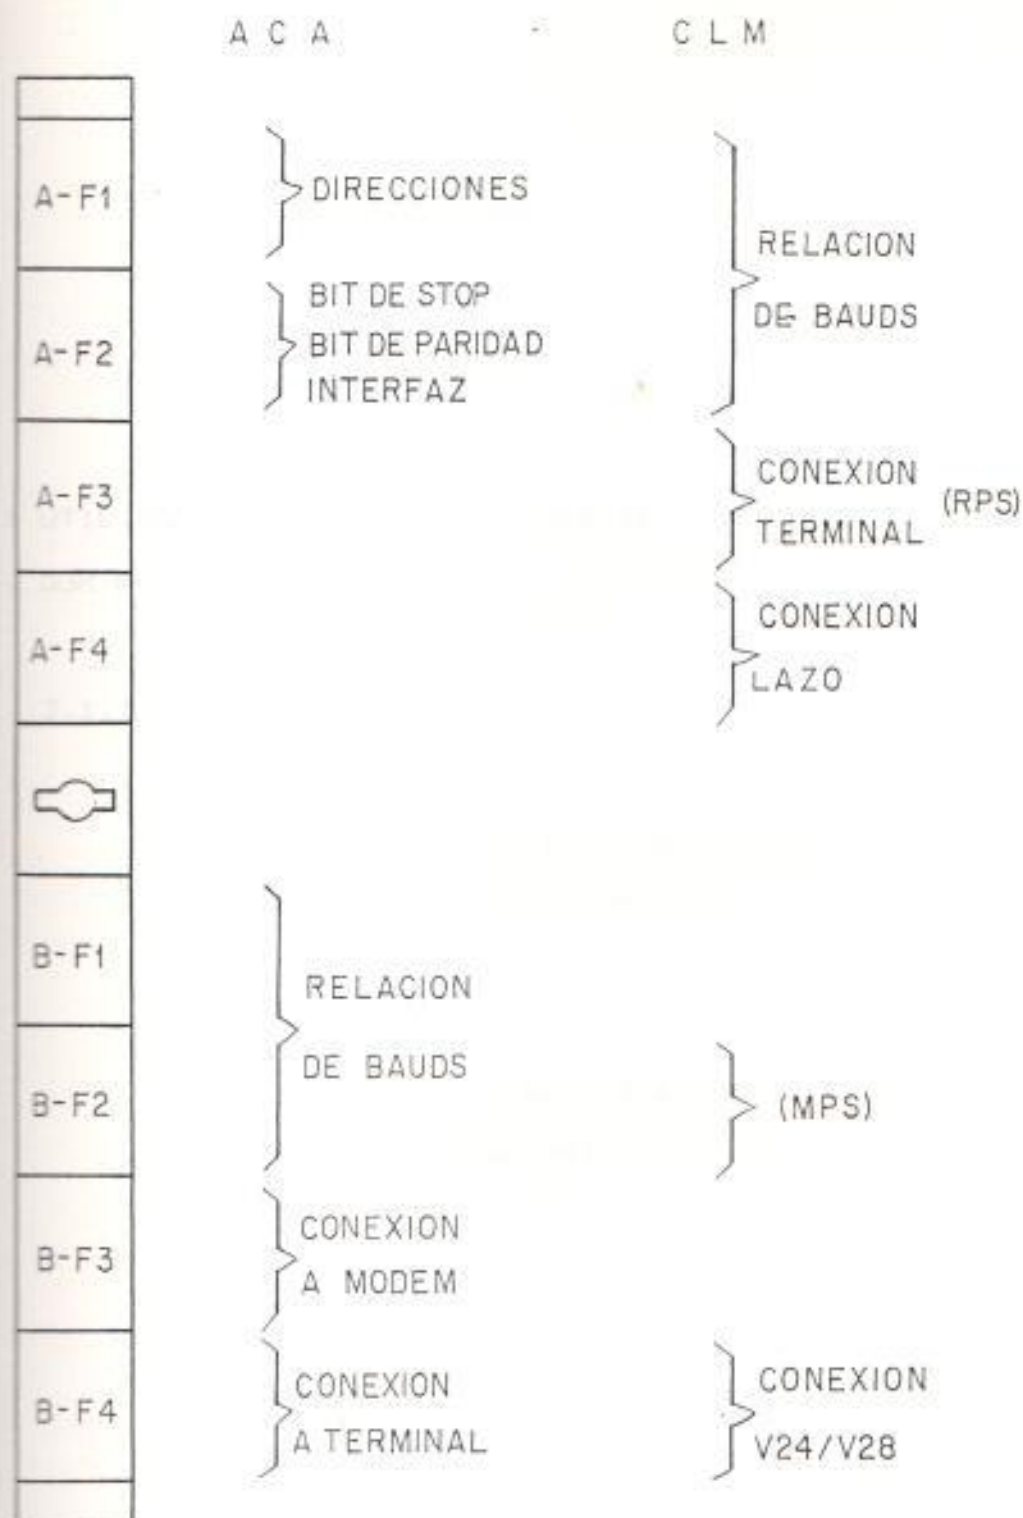 A C A - C L M
A-F1
DIRECCIONES
RELACION
DE BAUDS
A-F2
BIT DE STOP
BIT DE PARIDAD
INTERFAZ
A-F3
CONEXION
TERMINAL
(RPS)
A-F4
CONEXION
LAZO
B-F1
RELACION
DE BAUDS
B-F2
(MPS)
B-F3
CONEXION
A MODEM
B-F4
CONEXION
A TERMINAL
CONEXION
V24/V28